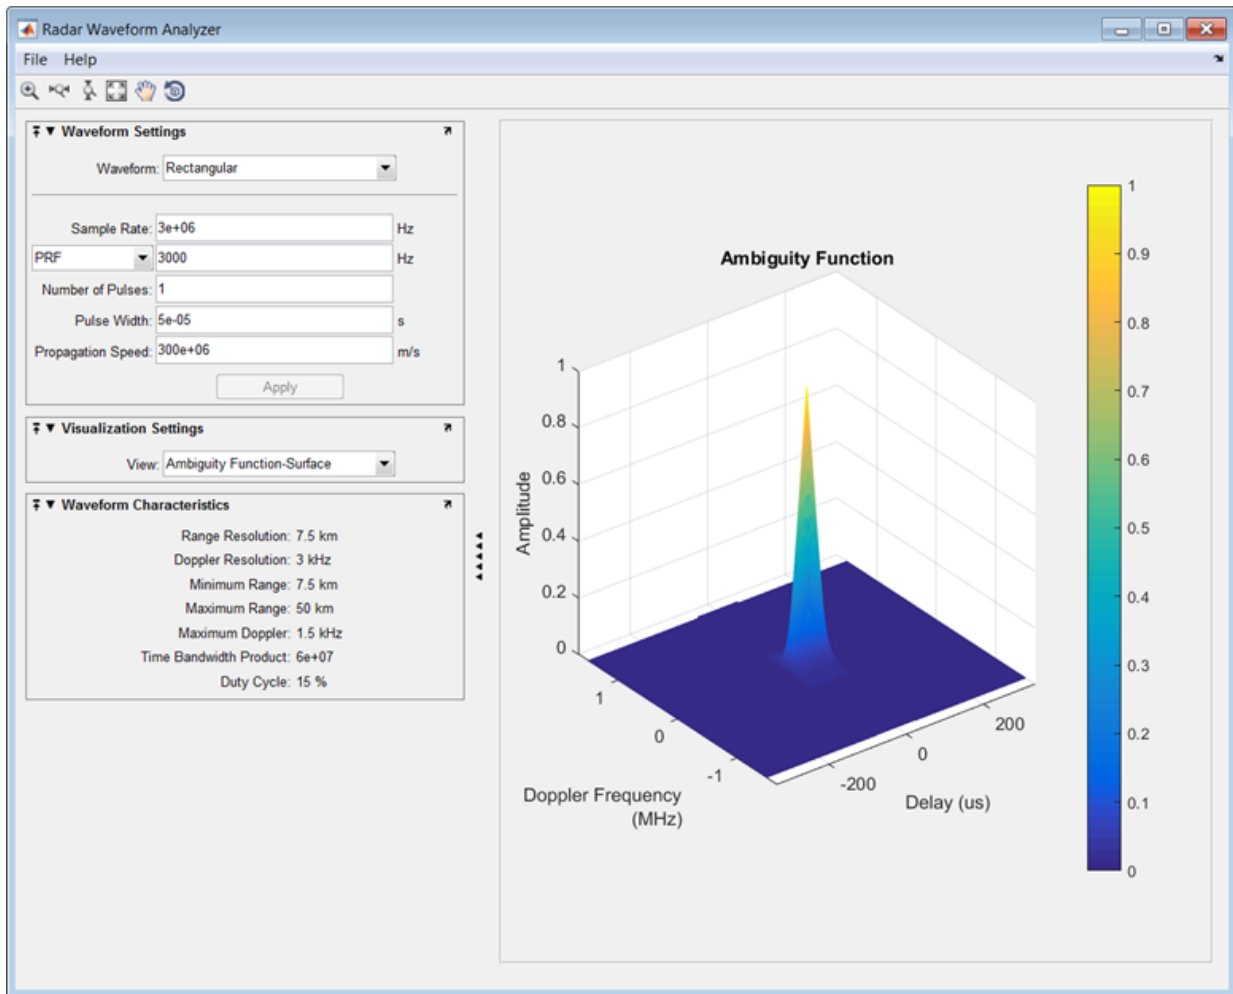 Radar Waveform Analyzer
File Help
Waveform Settings
Waveform: Rectangular
Sample Rate: 3e+06 Hz
PRF 3000 Hz
Number of Pulses: 1
Pulse Width: 5e-05 s
Propagation Speed: 300e+06 m/s
Apply
Visualization Settings
View: Ambiguity Function-Surface
Waveform Characteristics
Range Resolution: 7.5 km
Doppler Resolution: 3 kHz
Minimum Range: 7.5 km
Maximum Range: 50 km
Maximum Doppler: 1.5 kHz
Time Bandwidth Product: 6e+07
Duty Cycle: 15 %
Ambiguity Function
1
0.8
0.6
0.4
0.2
0
Amplitude
1
0
-1
Doppler Frequency
(MHz)
-200
0
200
Delay (us)
1
0.9
0.8
0.7
0.6
0.5
0.4
0.3
0.2
0.1
0